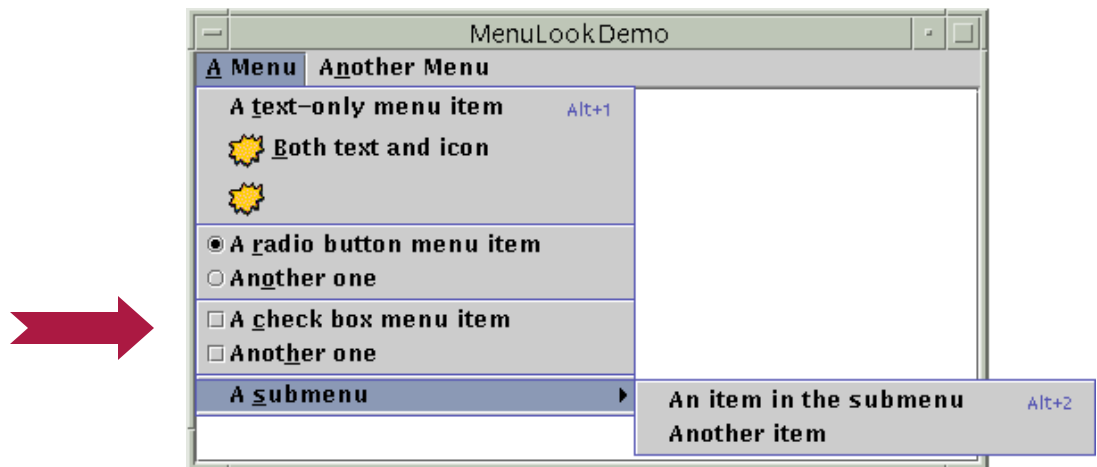 MenuLookDemo
A Menu Another Menu
A text-only menu item Alt+1
Both text and icon
A radio button menu item
Another one
A check box menu item
Another one
A submenu
An item in the submenu Alt+2
Another item